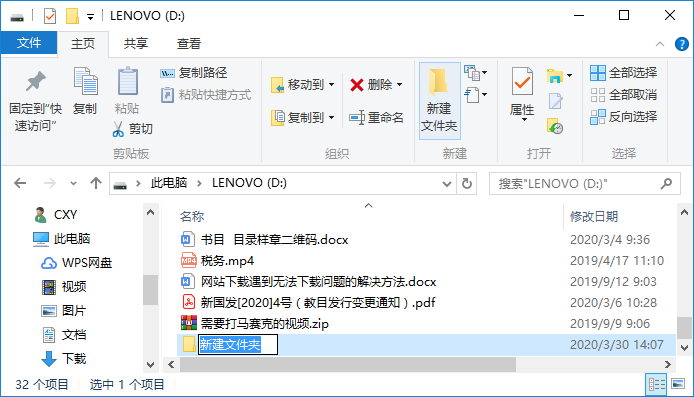 LENOVO (D:)
文件 主页 共享 查看
固定到"快速访问" 复制 粘贴 剪切 复制路径 粘贴快捷方式
移动到 复制到 删除 重命名
新建文件夹
属性
全部选择 全部取消 反向选择
剪贴板 组织 新建 打开 选择
此电脑 LENOVO (D:) 搜索"LENOVO (D:)"
名称 修改日期
CXY
此电脑
WPS网盘
视频
图片
文档
下载
书目 目录样章二维码.docx 2020/3/4 9:36
税务.mp4 2019/4/17 11:10
网站下载遇到无法下载问题的解决方法.docx 2019/9/12 9:03
新国发[2020]4号（教目发行变更通知）.pdf 2020/3/6 10:28
需要打马赛克的视频.zip 2019/9/9 9:06
新建文件夹 2020/3/30 14:07
32 个项目 选中 1 个项目